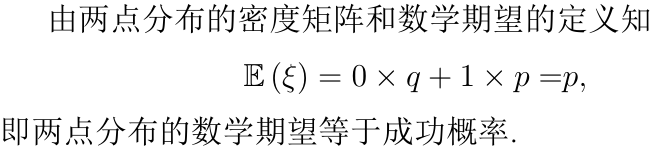 由两点分布的密度矩阵和数学期望的定义知
𝔼(ξ) = 0 × q + 1 × p =p,
即两点分布的数学期望等于成功概率.